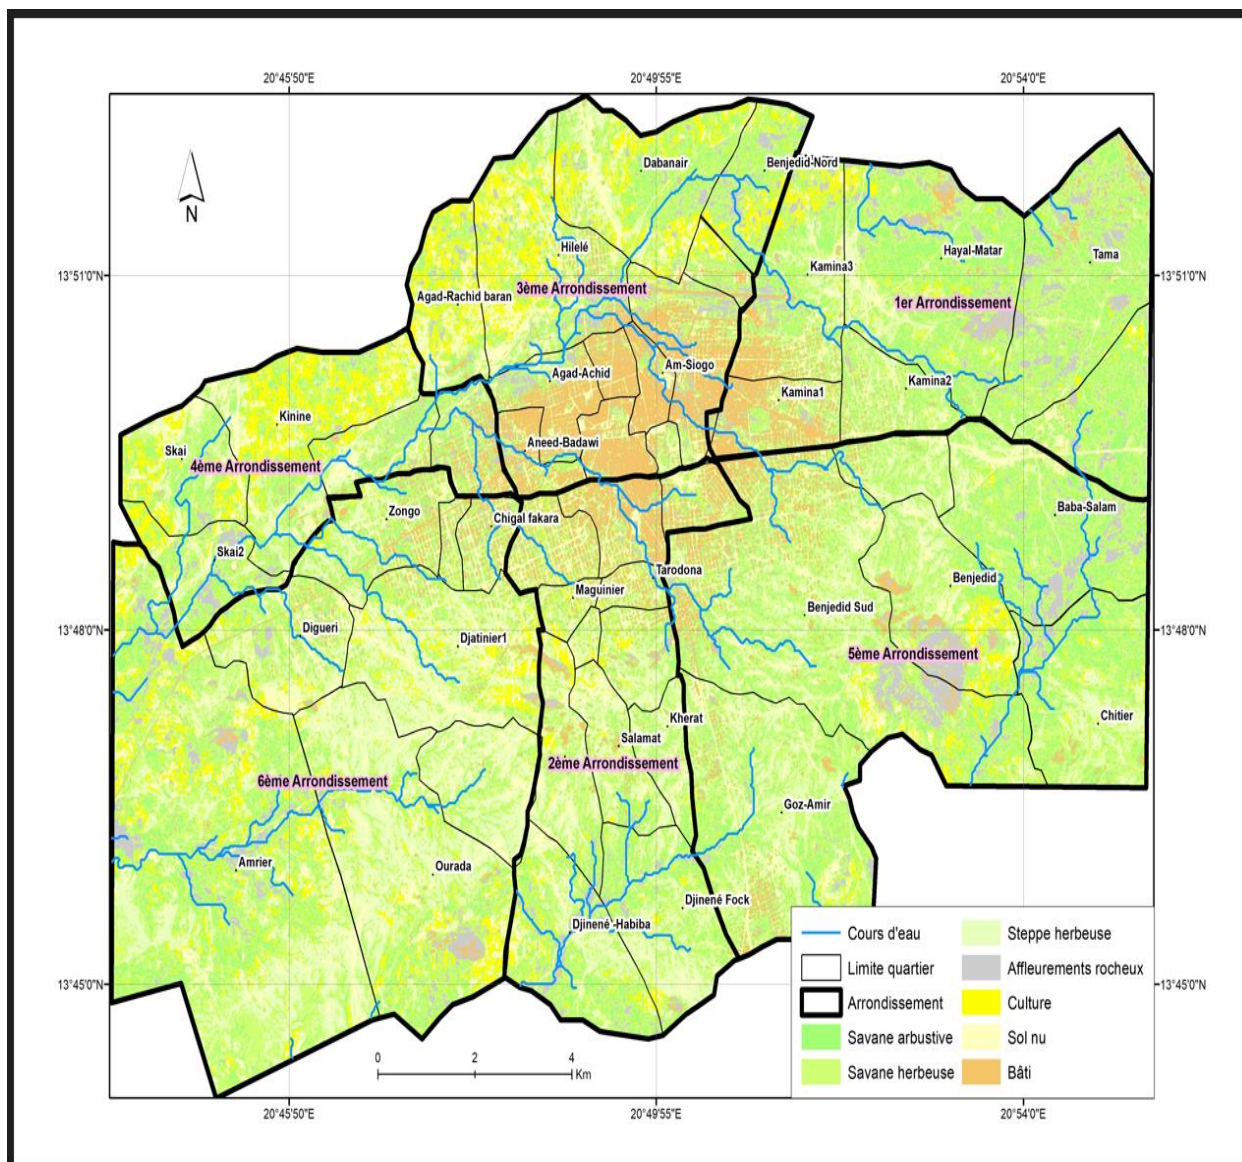 20°45'50"E
20°49'55"E
20°54'0"E
N
Dabanair
Benjedid-Nord
Hilelé
Hayal-Matar
Tama
13°51'0"N
Kamina3
13°51'0"N
3ème Arrondissement
Agad-Rachid baran
1er Arrondissement
Am-Siogo
Agad-Achid
Kamina2
Kamina1
Kinine
Aneed-Badawi
Skai
4ème Arrondissement
Zongo
Chigal fakara
Baba-Salam
Skai2
Tarodona
Benjedid
Maguinier
Benjedid Sud
Digueri
13°48'0"N
Djatinier1
13°48'0"N
5ème Arrondissement
Kherat
Chitier
Salamat
2ème Arrondissement
6ème Arrondissement
Goz-Amir
Amrier
Ourada
Djinené Fock
Djinené -Habiba
Cours d'eau
Limite quartier
Arrondissement
Savane arbustive
Savane herbeuse
Steppe herbeuse
Affleurements rocheux
Culture
Sol nu
Bâti
13°45'0"N
13°45'0"N
0 2 4
Km
20°45'50"E
20°49'55"E
20°54'0"E